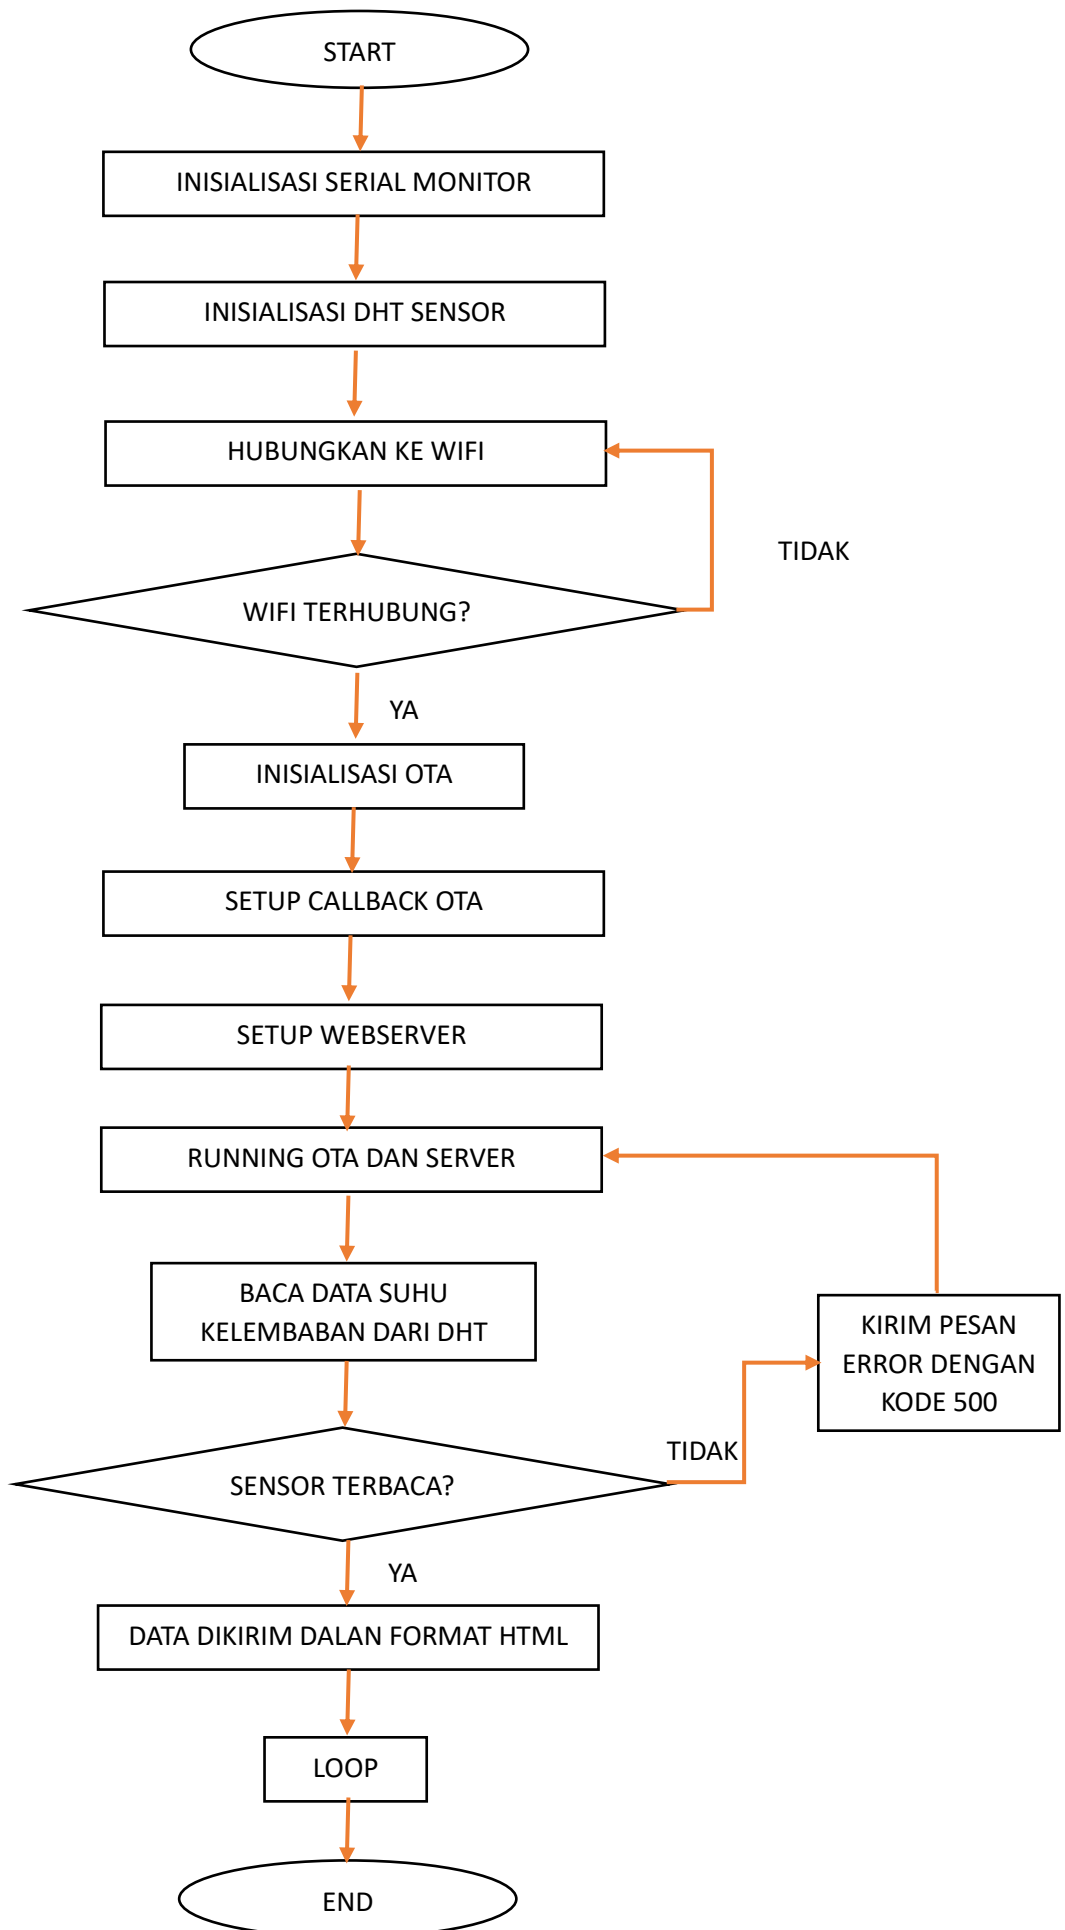 START
INISIALISASI SERIAL MONITOR
INISIALISASI DHT SENSOR
HUBUNGKAN KE WIFI
TIDAK
WIFI TERHUBUNG?
YA
INISIALISASI OTA
SETUP CALLBACK OTA
SETUP WEBSERVER
RUNNING OTA DAN SERVER
BACA DATA SUHU
KELEMBABAN DARI DHT
KIRIM PESAN
ERROR DENGAN
KODE 500
TIDAK
SENSOR TERBACA?
YA
DATA DIKIRIM DALAN FORMAT HTML
LOOP
END